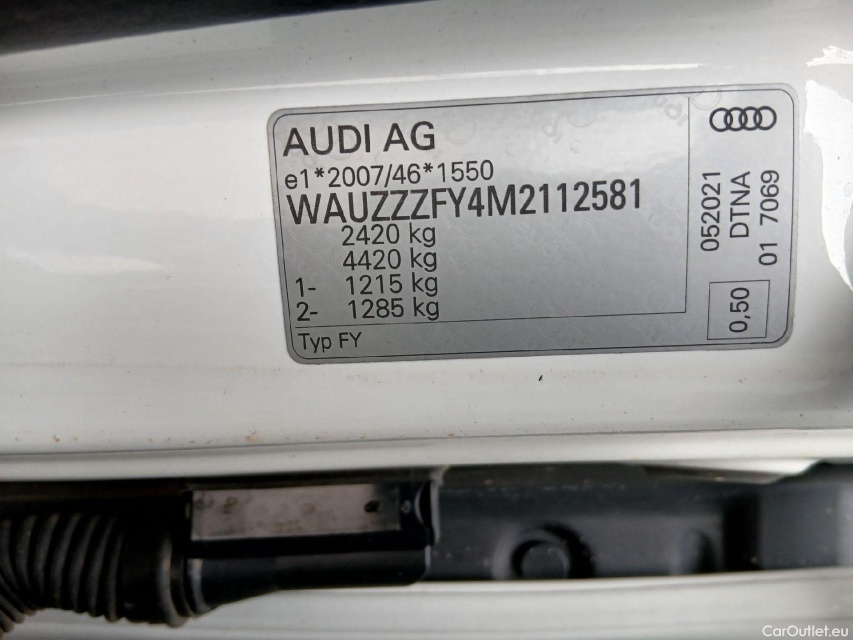 AUDI AG
e1*2007/46*1550
WAUZZZFY4M2112581
2420 kg
4420 kg
1- 1215 kg
2- 1285 kg
Typ FY
052021
DTNA
01 7069
0,50
CarOutlet.eu